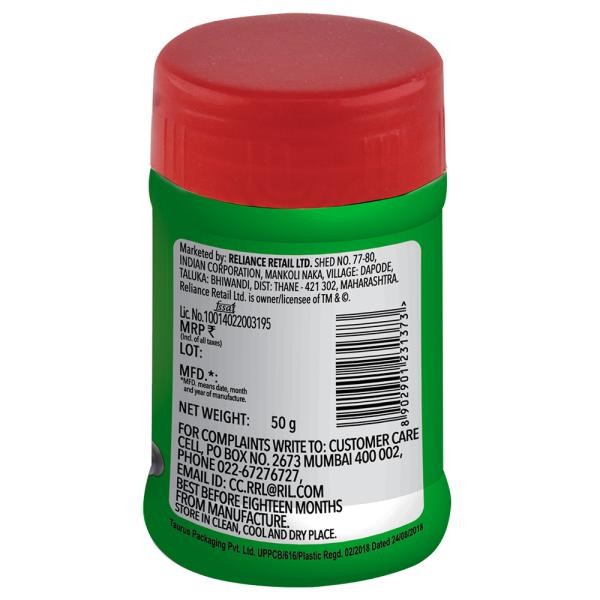 Marketed by: RELIANCE RETAIL LTD. SHED NO. 77-80,
INDIAN CORPORATION, MANKOLI NAKA, VILLAGE: DAPODE,
TALUKA: BHIWANDI, DIST: THANE - 421 302, MAHARASHTRA.
Reliance Retail Ltd. is owner/licensee of TM & ©.
fssai
Lic. No.10014022003195
MRP ₹
(Incl. of all taxes)
LOT:
MFD.*:
*MFD. means date, month
and year of manufacture.
NET WEIGHT: 50 g
8 902901 231373 >
FOR COMPLAINTS WRITE TO: CUSTOMER CARE
CELL, PO BOX NO. 2673 MUMBAI 400 002,
PHONE 022-67276727,
EMAIL ID: CC.RRL@RIL.COM
BEST BEFORE EIGHTEEN MONTHS
FROM MANUFACTURE.
STORE IN CLEAN, COOL AND DRY PLACE.
Taurus Packaging Pvt. Ltd. UPPCB/616/Plastic Regd. 02/2018 Dated 24/08/2018